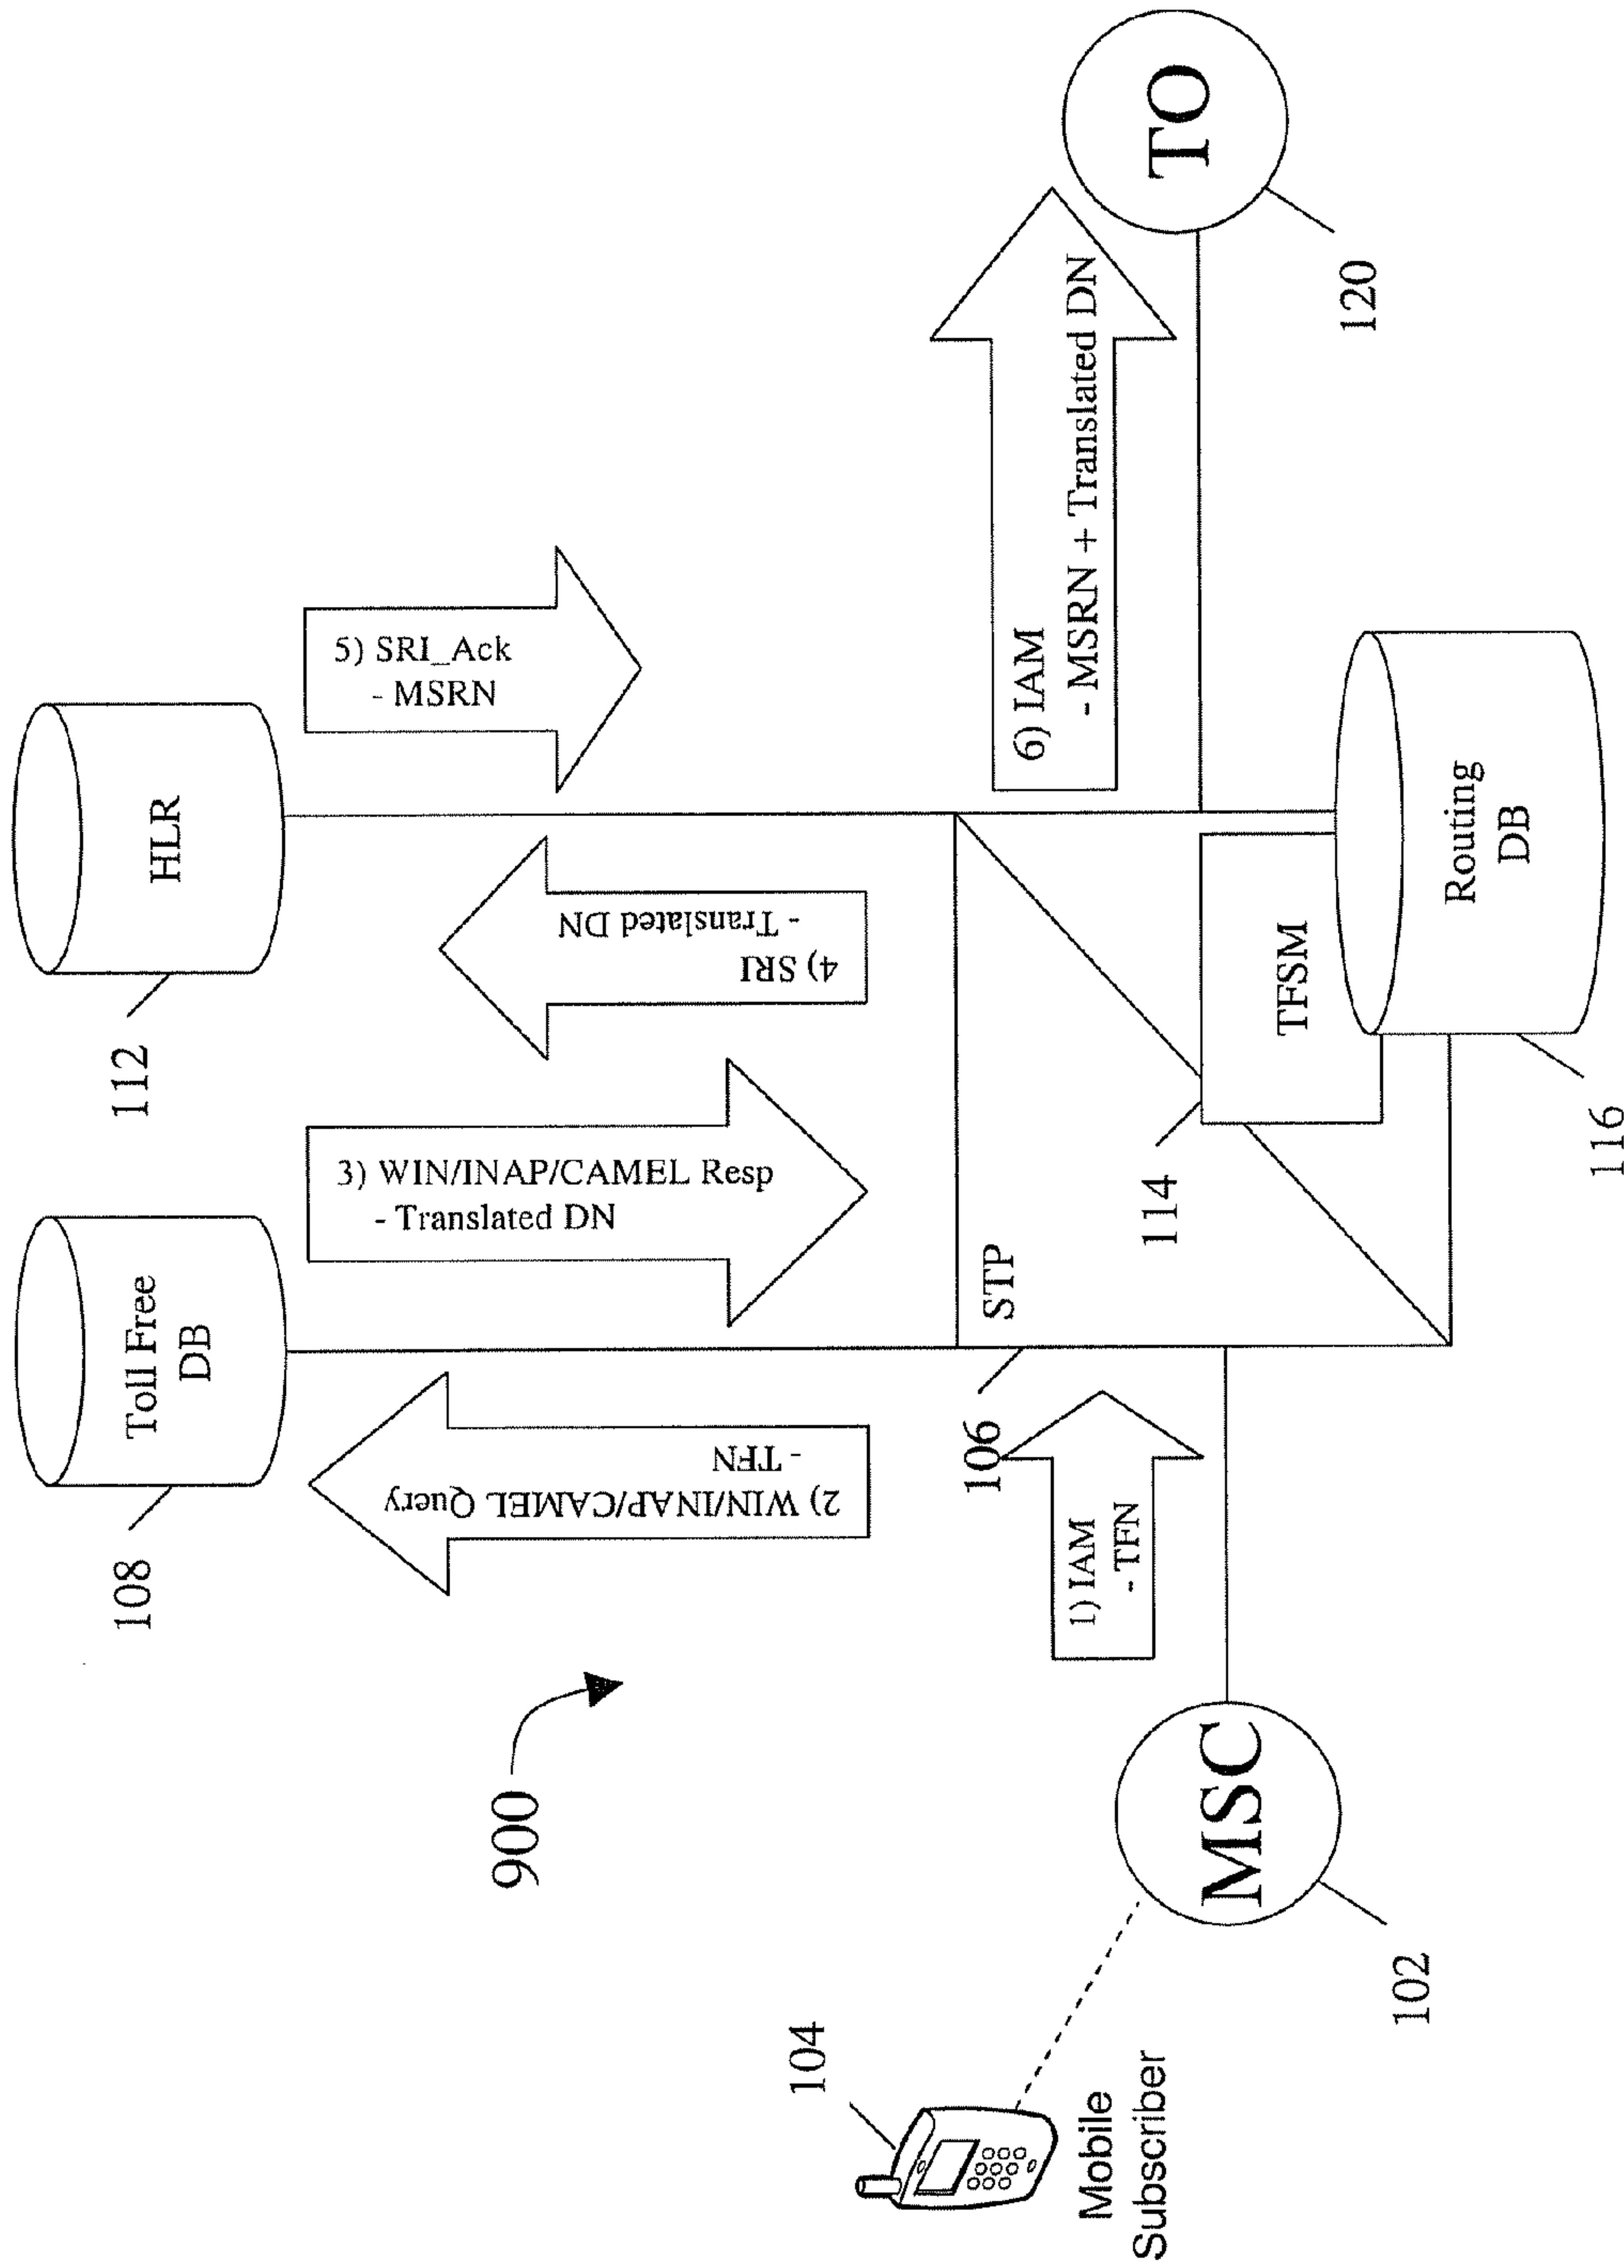 900
108
Toll Free
DB
112
HLR
2) WIN/INAP/CAMEL Query
- TFN
3) WIN/INAP/CAMEL Resp
- Translated DN
4) SRI
- Translated DN
5) SRI_Ack
- MSRN
104
Mobile
Subscriber
MSC
102
1) IAM
- TFN
106
STP
114
TFSM
Routing
DB
116
6) IAM
- MSRN + Translated DN
TO
120